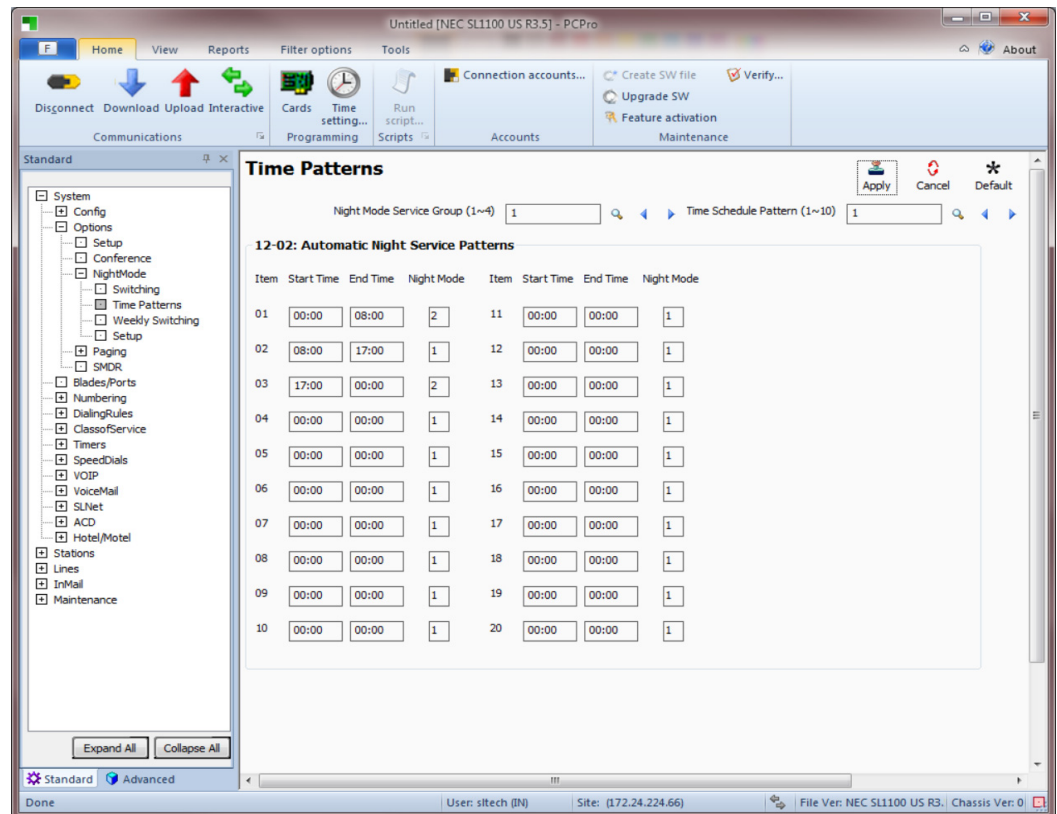 Untitled [NEC SL1100 US R3.5] - PCPro
F Home View Reports Filter options Tools About
Disconnect Download Upload Interactive Cards Time setting... Run script... Connection accounts... Create SW file Verify...
Upgrade SW
Feature activation
Communications Programming Scripts Accounts Maintenance
Standard
System
Config
Options
Setup
Conference
NightMode
Switching
Time Patterns
Weekly Switching
Setup
Paging
SMDR
Blades/Ports
Numbering
DialingRules
ClassofService
Timers
SpeedDials
VOIP
VoiceMail
SLNet
ACD
Hotel/Motel
Stations
Lines
InMail
Maintenance
Expand All Collapse All
Standard Advanced
Time Patterns
Apply Cancel Default
Night Mode Service Group (1~4) 1 Time Schedule Pattern (1~10) 1
12-02: Automatic Night Service Patterns
Item Start Time End Time Night Mode Item Start Time End Time Night Mode
01 00:00 08:00 2 11 00:00 00:00 1
02 08:00 17:00 1 12 00:00 00:00 1
03 17:00 00:00 2 13 00:00 00:00 1
04 00:00 00:00 1 14 00:00 00:00 1
05 00:00 00:00 1 15 00:00 00:00 1
06 00:00 00:00 1 16 00:00 00:00 1
07 00:00 00:00 1 17 00:00 00:00 1
08 00:00 00:00 1 18 00:00 00:00 1
09 00:00 00:00 1 19 00:00 00:00 1
10 00:00 00:00 1 20 00:00 00:00 1
Done User: sltech (IN) Site: (172.24.224.66) File Ver: NEC SL1100 US R3. Chassis Ver: 0